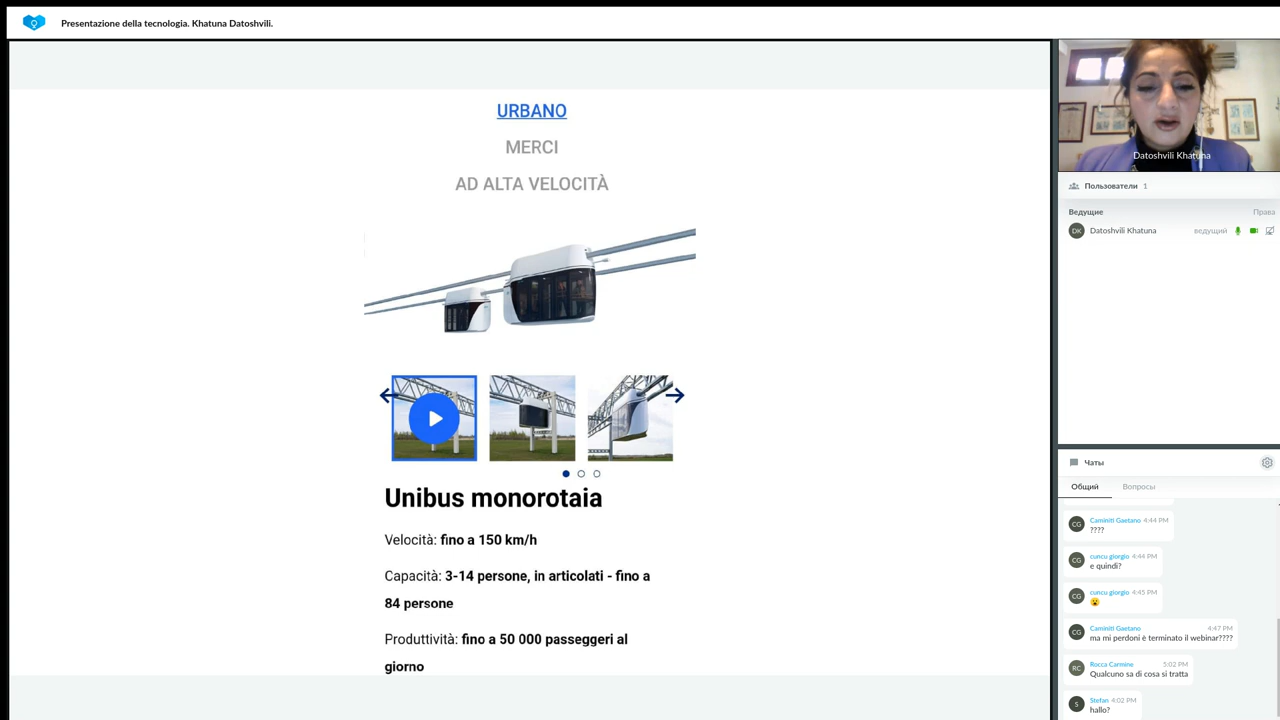 Presentazione della tecnologia. Khatuna Datoshvili.
URBANO
MERCI
AD ALTA VELOCITÀ
Unibus monorotaia
Velocità: fino a 150 km/h
Capacità: 3-14 persone, in articolati - fino a
84 persone
Produttività: fino a 50 000 passeggeri al
giorno
Datoshvili Khatuna
Пользователи 1
Ведущие Права
DK Datoshvili Khatuna ведущий
Чаты
Общий Вопросы
CG Caminiti Gaetano 4:44 PM
????
CG cuncu giorgio 4:44 PM
e quindi?
CG cuncu giorgio 4:45 PM
CG Caminiti Gaetano 4:47 PM
ma mi perdoni è terminato il webinar????
RC Rocca Carmine 5:02 PM
Qualcuno sa di cosa si tratta
S Stefan 4:02 PM
hallo?